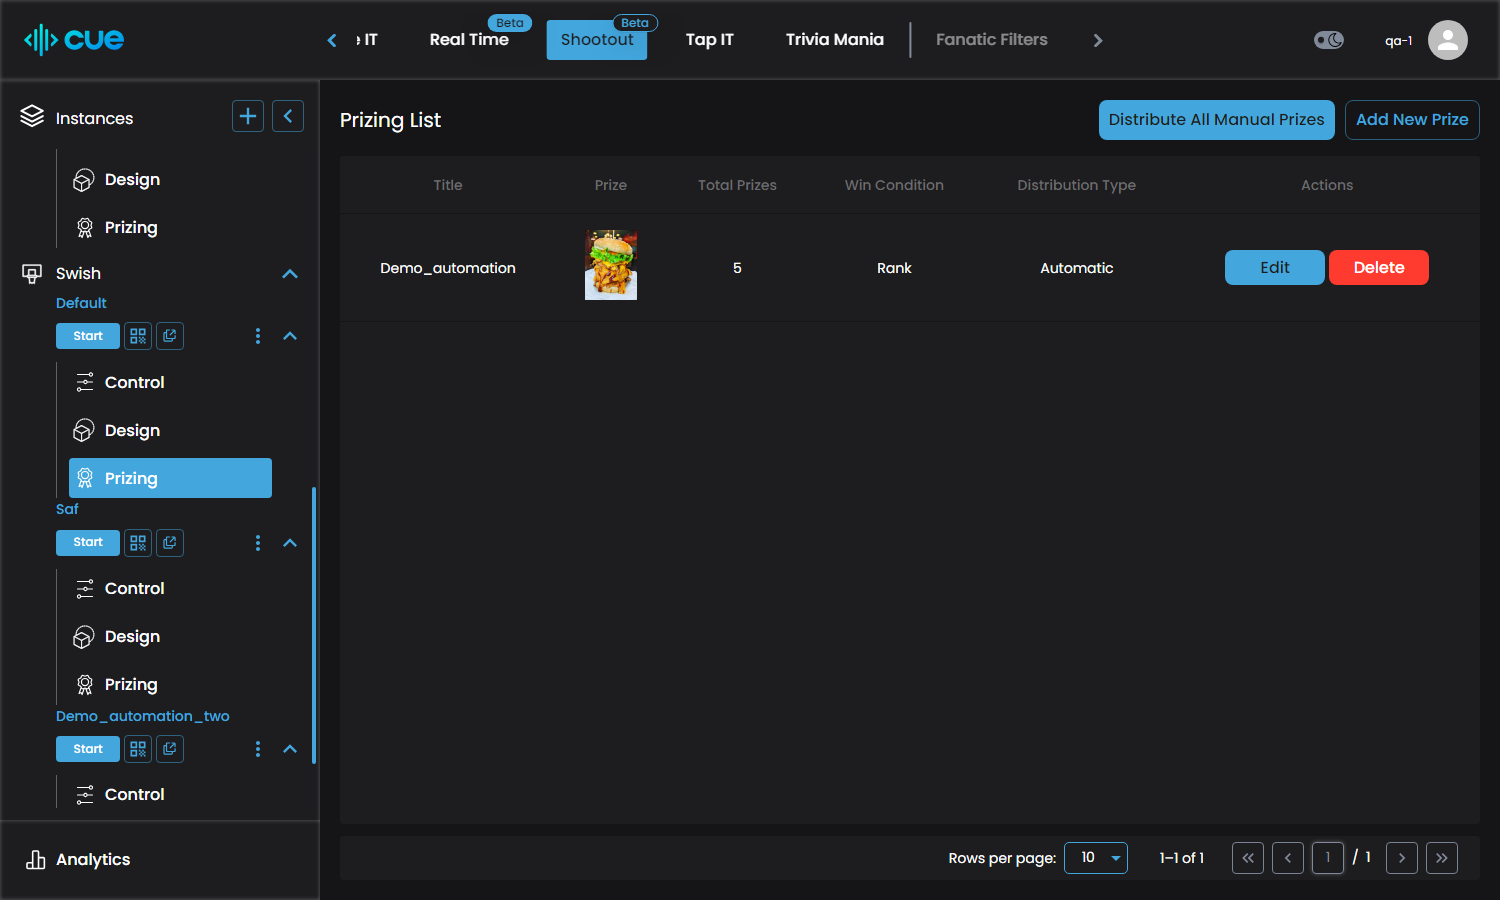 cue
IT
Real Time
Beta
Shootout
Beta
Tap IT
Trivia Mania
Fanatic Filters
qa-1
Instances
Design
Prizing
Swish
Default
Start
Control
Design
Prizing
Saf
Start
Control
Design
Prizing
Demo_automation_two
Start
Control
Analytics
Prizing List
Distribute All Manual Prizes
Add New Prize
Title Prize Total Prizes Win Condition Distribution Type Actions
Demo_automation 5 Rank Automatic Edit Delete
Rows per page: 10 1-1 of 1 1 / 1